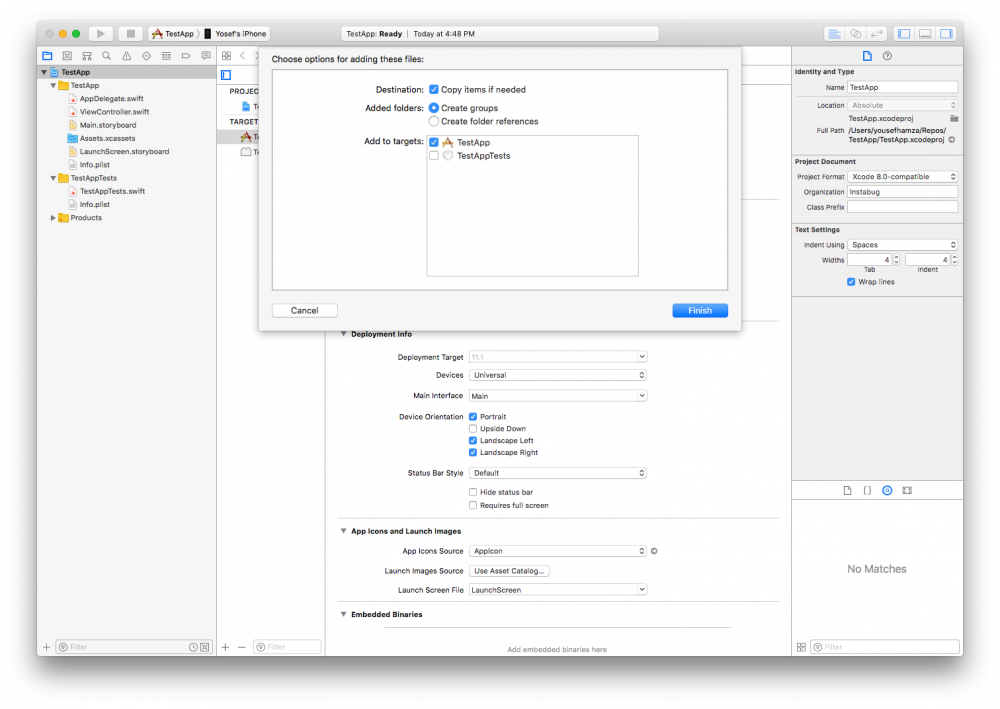 TestApp
Yosef's iPhone
TestApp: Ready | Today at 4:48 PM
TestApp
TestApp
AppDelegate.swift
ViewController.swift
Main.storyboard
Assets.xcassets
LaunchScreen.storyboard
Info.plist
TestAppTests
TestAppTests.swift
Info.plist
Products
Filter
PROJE
TARGET
Filter
Choose options for adding these files:
Destination: Copy items if needed
Added folders: Create groups
Create folder references
Add to targets: TestApp
TestAppTests
Cancel
Finish
Deployment Info
Deployment Target 11.1
Devices Universal
Main Interface Main
Device Orientation Portrait
Upside Down
Landscape Left
Landscape Right
Status Bar Style Default
Hide status bar
Requires full screen
App Icons and Launch Images
App Icons Source AppIcon
Launch Images Source Use Asset Catalog...
Launch Screen File LaunchScreen
Embedded Binaries
Add embedded binaries here
Identity and Type
Name TestApp
Location Absolute
TestApp.xcodeproj
Full Path /Users/yousefhamza/Repos/
TestApp/TestApp.xcodeproj
Project Document
Project Format Xcode 8.0-compatible
Organization Instabug
Class Prefix
Text Settings
Indent Using Spaces
Widths 4 4
Tab Indent
Wrap lines
No Matches
Filter